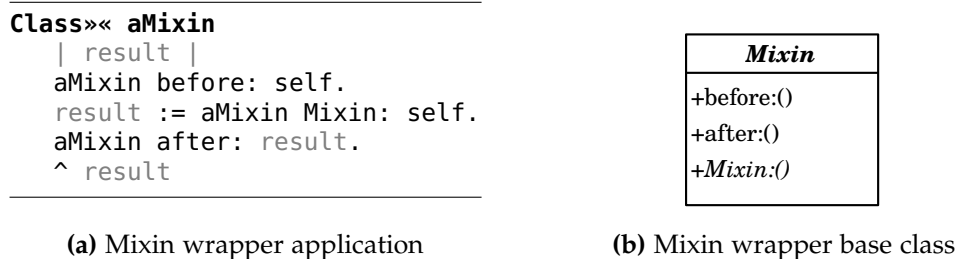 Class»« aMixin
| result |
aMixin before: self.
result := aMixin Mixin: self.
aMixin after: result.
^ result
(a) Mixin wrapper application
Mixin
+before:()
+after:()
+Mixin:()
(b) Mixin wrapper base class